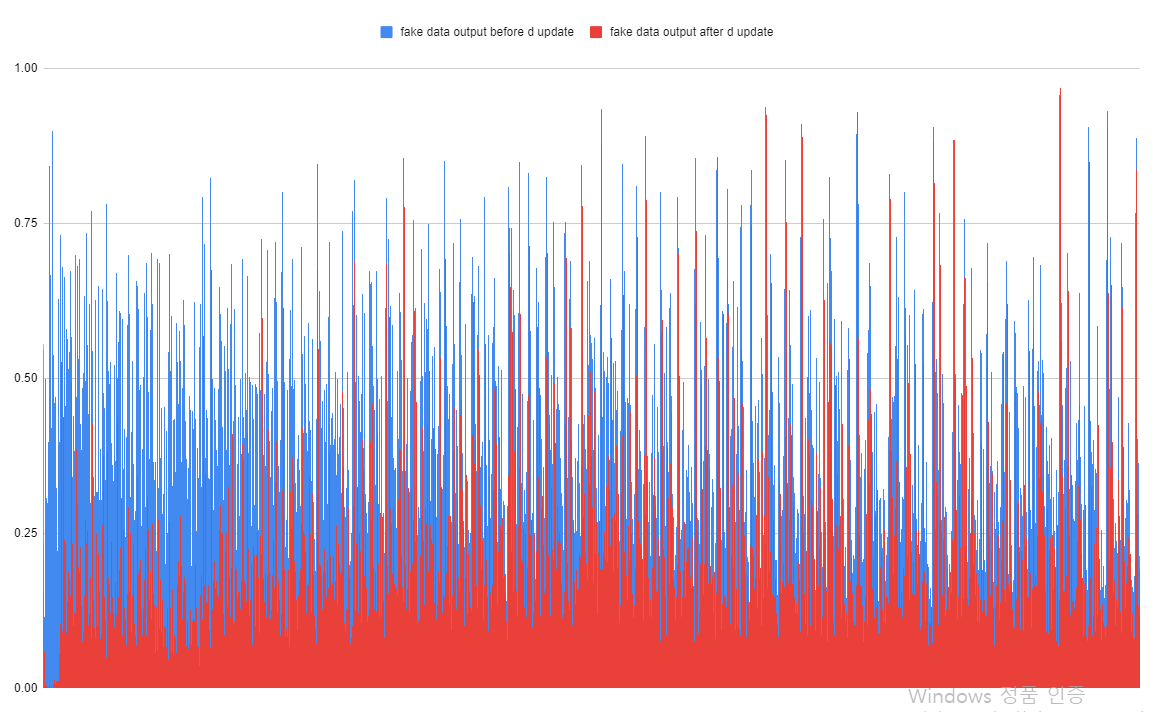 fake data output before d update fake data output after d update
1.00
0.75
0.50
0.25
0.00
Windows 정품 인증